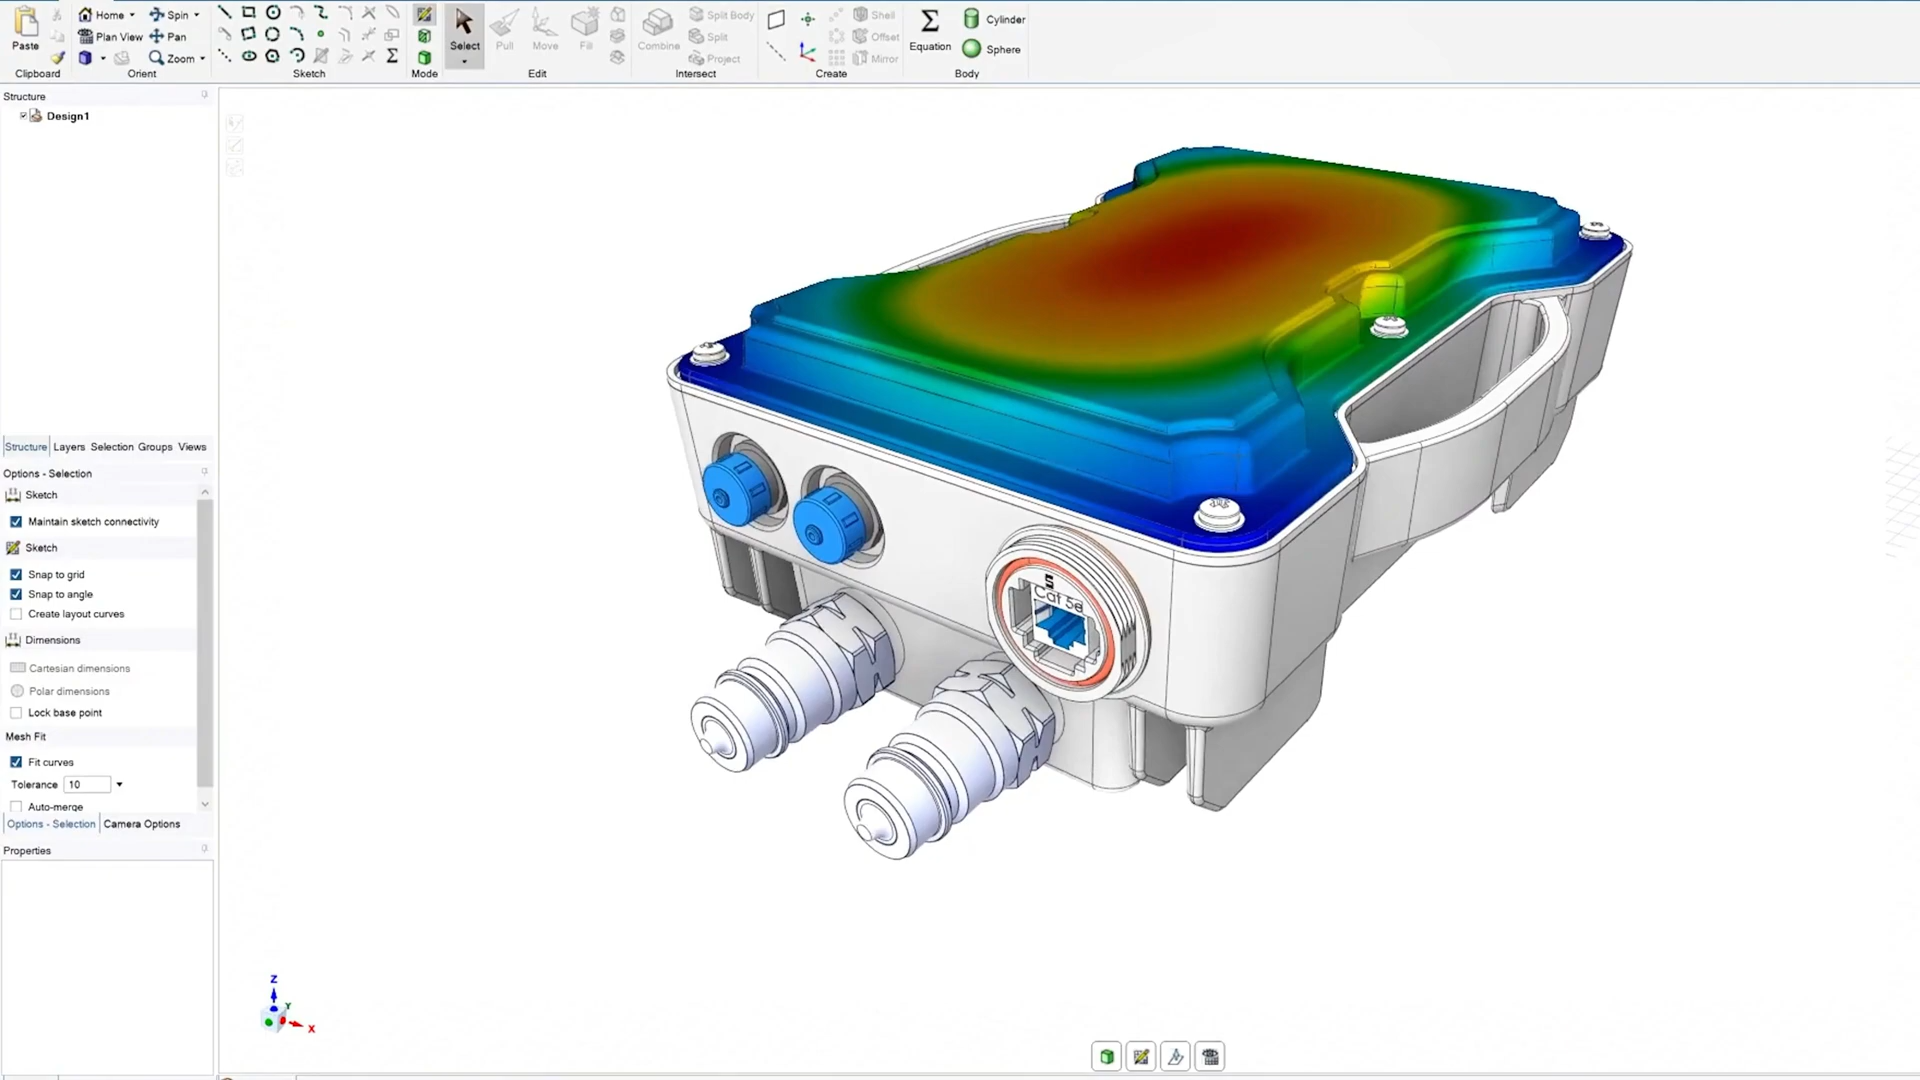 Paste
Clipboard
Home
Spin
Plan View
Pan
Zoom
Orient
Sketch
Mode
Select
Pull
Move
Fill
Edit
Combine
Split Body
Split
Project
Intersect
Shell
Offset
Mirror
Create
Equation
Cylinder
Sphere
Body
Structure
Design1
Structure Layers Selection Groups Views
Options - Selection
Sketch
Maintain sketch connectivity
Sketch
Snap to grid
Snap to angle
Create layout curves
Dimensions
Cartesian dimensions
Polar dimensions
Lock base point
Mesh Fit
Fit curves
Tolerance 10
Auto-merge
Options - Selection Camera Options
Properties
Cat 5e
Z
Y
X